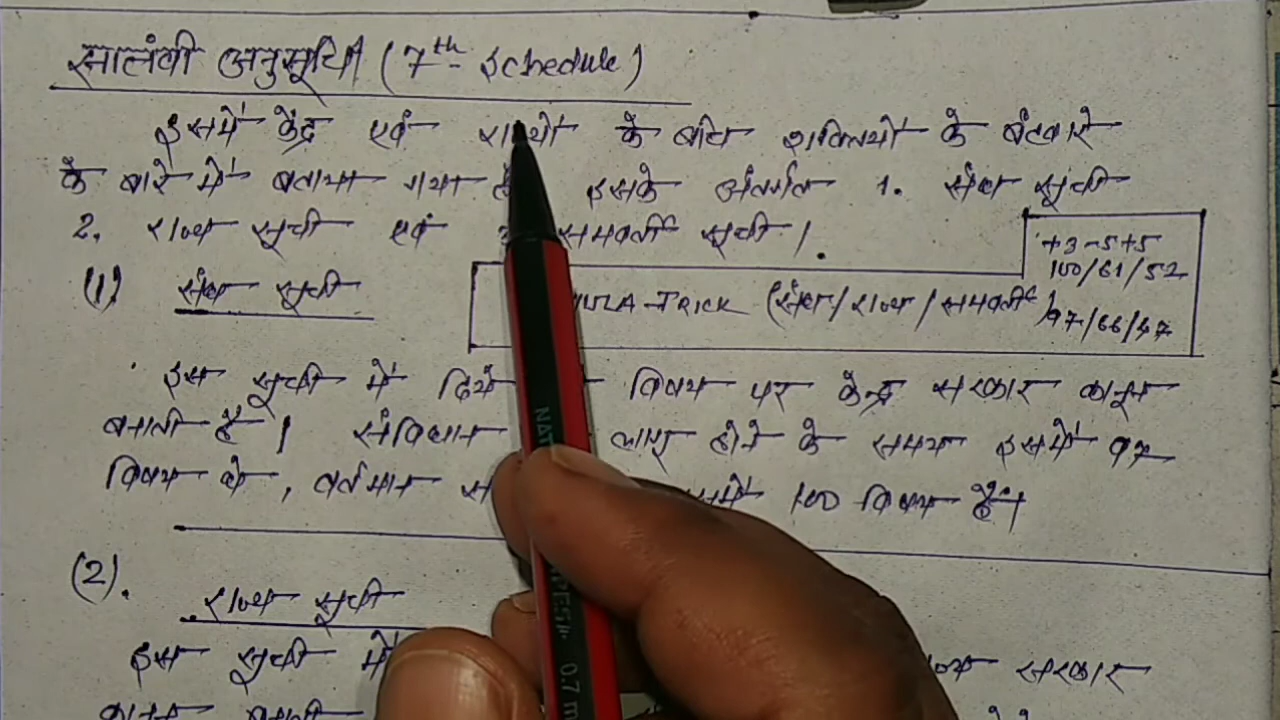 सातंवी अनुसूची (7th schedule)
इसमें केंद्र एवं राज्यों के बीच शक्तियों के बंटवारे
के बारे में बताया गया है इसके अंतर्गत 1. संघ सूची
2. राज्य सूची एवं समवर्ती सूची ।
+3 -5 +5
100/61/52
97/66/47
(1) संघ सूची
MULA TRICK (संघ/राज्य/समवर्ती)
इस सूची में दिये विषय पर केन्द्र सरकार कानून
बनाती है । संविधान लागू होने के समय इसमें 97
विषय थे, वर्तमान 100 विषय है।
(2). राज्य सूची
इस सूची में सरकार